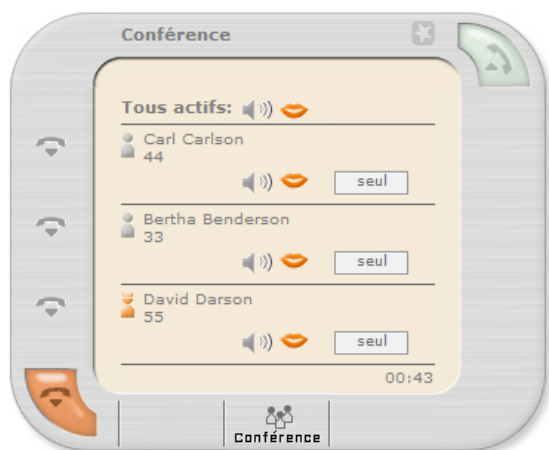 Conférence
Tous actifs:
Carl Carlson
44
seul
Bertha Benderson
33
seul
David Darson
55
seul
00:43
Conférence